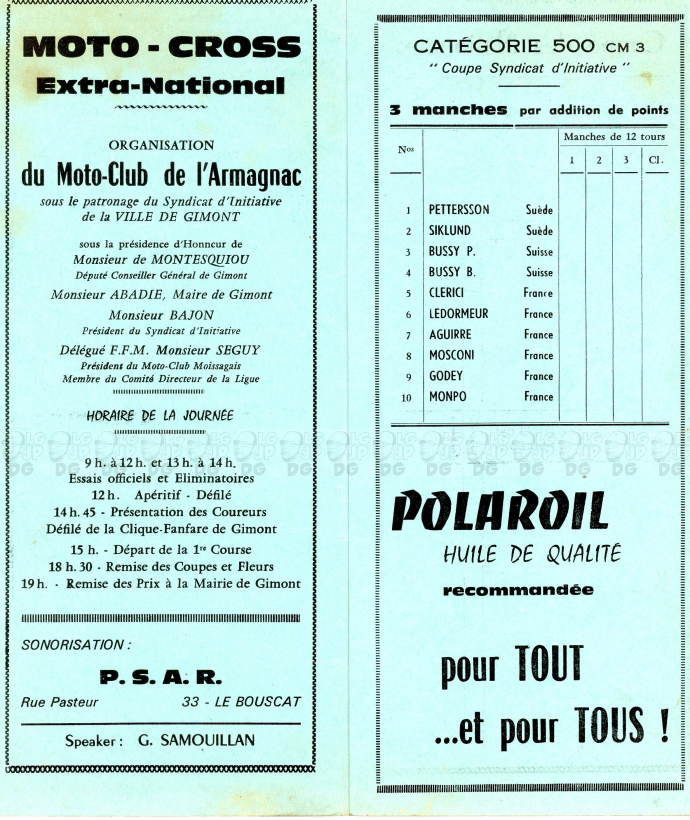 MOTO - CROSS
Extra-National
ORGANISATION
du Moto-Club de l'Armagnac
sous le patronage du Syndicat d'Initiative
de la VILLE DE GIMONT
sous la présidence d'Honneur de
Monsieur de MONTESQUIOU
Député Conseiller Général de Gimont
Monsieur ABADIE, Maire de Gimont
Monsieur BAJON
Président du Syndicat d'Initiative
Délégué F.F.M. Monsieur SEGUY
Président du Moto-Club Moissagais
Membre du Comité Directeur de la Ligue
HORAIRE DE LA JOURNÉE
9 h. à 12 h. et 13 h. à 14 h.
Essais officiels et Eliminatoires
12 h. Apéritif - Défilé
14 h. 45 - Présentation des Coureurs
Défilé de la Clique-Fanfare de Gimont
15 h. - Départ de la 1re Course
18 h. 30 - Remise des Coupes et Fleurs
19 h. - Remise des Prix à la Mairie de Gimont
SONORISATION :
P. S. A. R.
Rue Pasteur 33 - LE BOUSCAT
Speaker : G. SAMOUILLAN
CATÉGORIE 500 CM 3
" Coupe Syndicat d'Initiative "
3 manches par addition de points
Nos Manches de 12 tours
1 2 3 Cl.
1 PETTERSSON Suède
2 SIKLUND Suède
3 BUSSY P. Suisse
4 BUSSY B. Suisse
5 CLERICI France
6 LEDORMEUR France
7 AGUIRRE France
8 MOSCONI France
9 GODEY France
10 MONPO France
POLAROIL
HUILE DE QUALITÉ
recommandée
pour TOUT
...et pour TOUS !